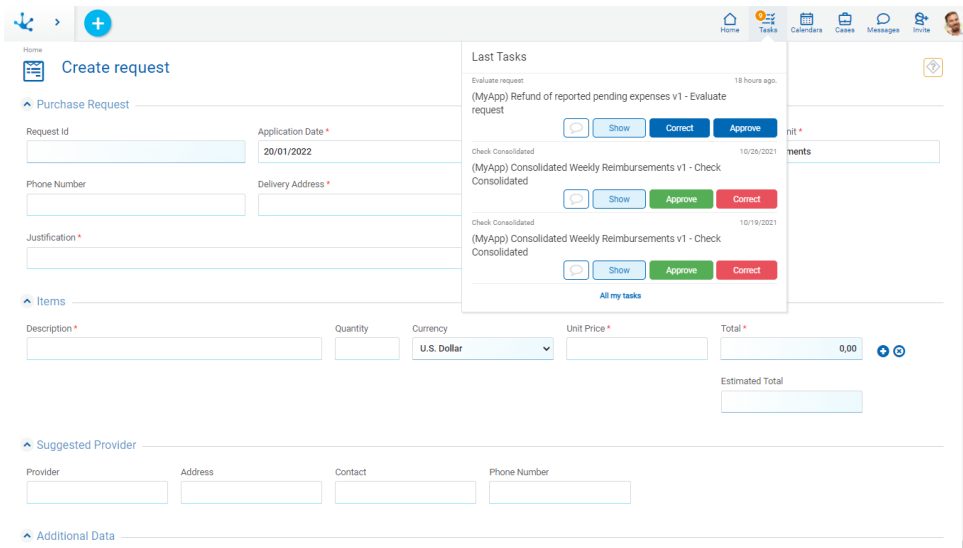 Home
Tasks
Calendars
Cases
Messages
Invite
Home
Create request
Last Tasks
Evaluate request
18 hours ago.
(MyApp) Refund of reported pending expenses v1 - Evaluate
request
Show
Correct
Approve
Check Consolidated
10/26/2021
(MyApp) Consolidated Weekly Reimbursements v1 - Check
Consolidated
Show
Approve
Correct
Check Consolidated
10/19/2021
(MyApp) Consolidated Weekly Reimbursements v1 - Check
Consolidated
Show
Approve
Correct
All my tasks
Purchase Request
Request Id
Application Date *
nit *
20/01/2022
ments
Phone Number
Delivery Address *
Justification *
Items
Description *
Quantity
Currency
Unit Price *
Total *
U.S. Dollar
0,00
Estimated Total
Suggested Provider
Provider
Address
Contact
Phone Number
Additional Data